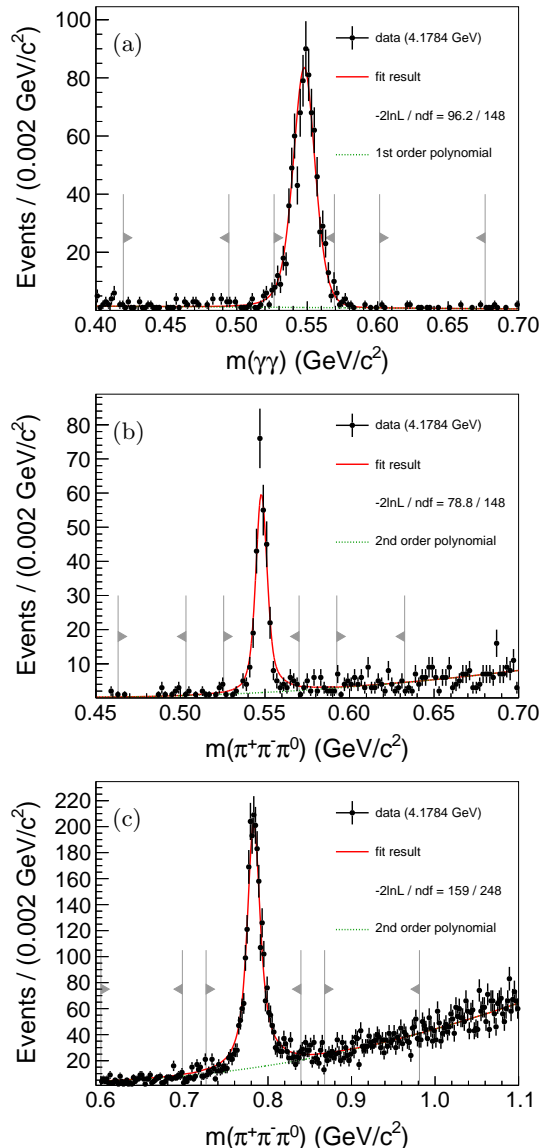 (a)
data (4.1784 GeV)
fit result
-2lnL / ndf = 96.2 / 148
1st order polynomial
Events / (0.002 GeV/c²)
100
80
60
40
20
0.40 0.45 0.50 0.55 0.60 0.65 0.70
m(γγ) (GeV/c²)
(b)
data (4.1784 GeV)
fit result
-2lnL / ndf = 78.8 / 148
2nd order polynomial
Events / (0.002 GeV/c²)
80
70
60
50
40
30
20
10
0.45 0.50 0.55 0.60 0.65 0.70
m(π⁺π⁻π⁰) (GeV/c²)
(c)
data (4.1784 GeV)
fit result
-2lnL / ndf = 159 / 248
2nd order polynomial
Events / (0.002 GeV/c²)
220
200
180
160
140
120
100
80
60
40
20
0.6 0.7 0.8 0.9 1.0 1.1
m(π⁺π⁻π⁰) (GeV/c²)